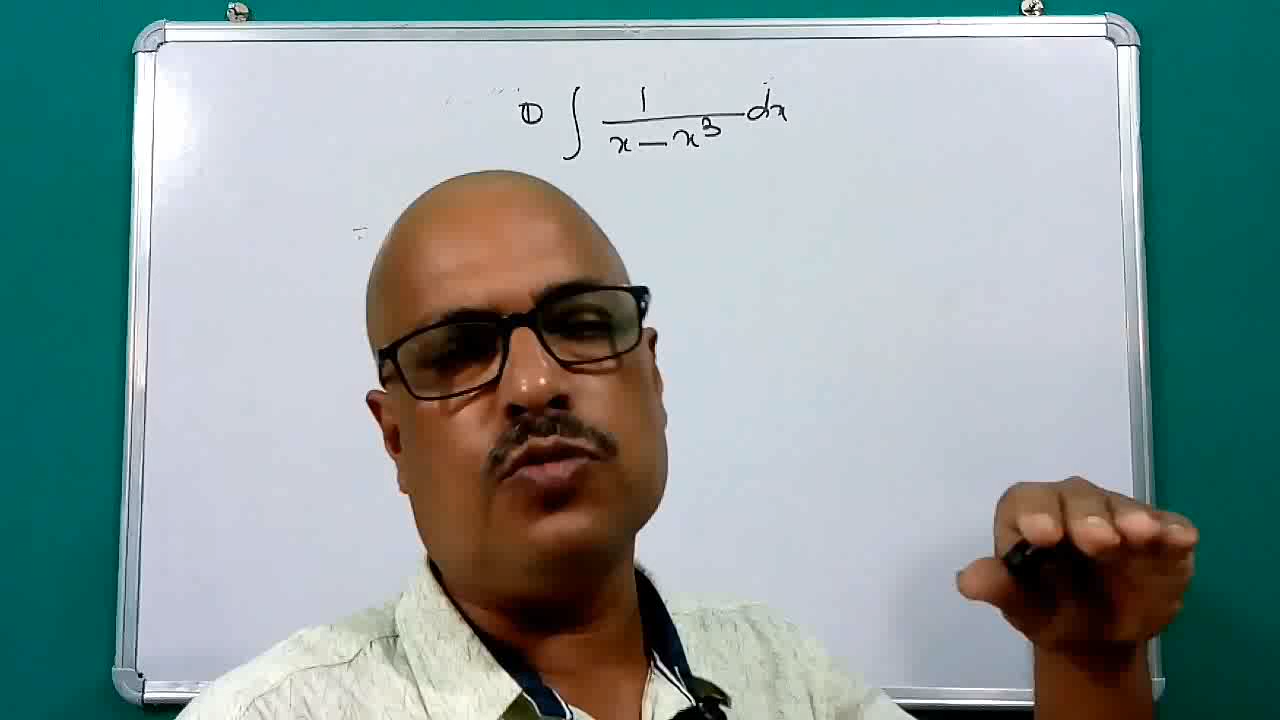 ① ∫ 1/(x – x³) dx